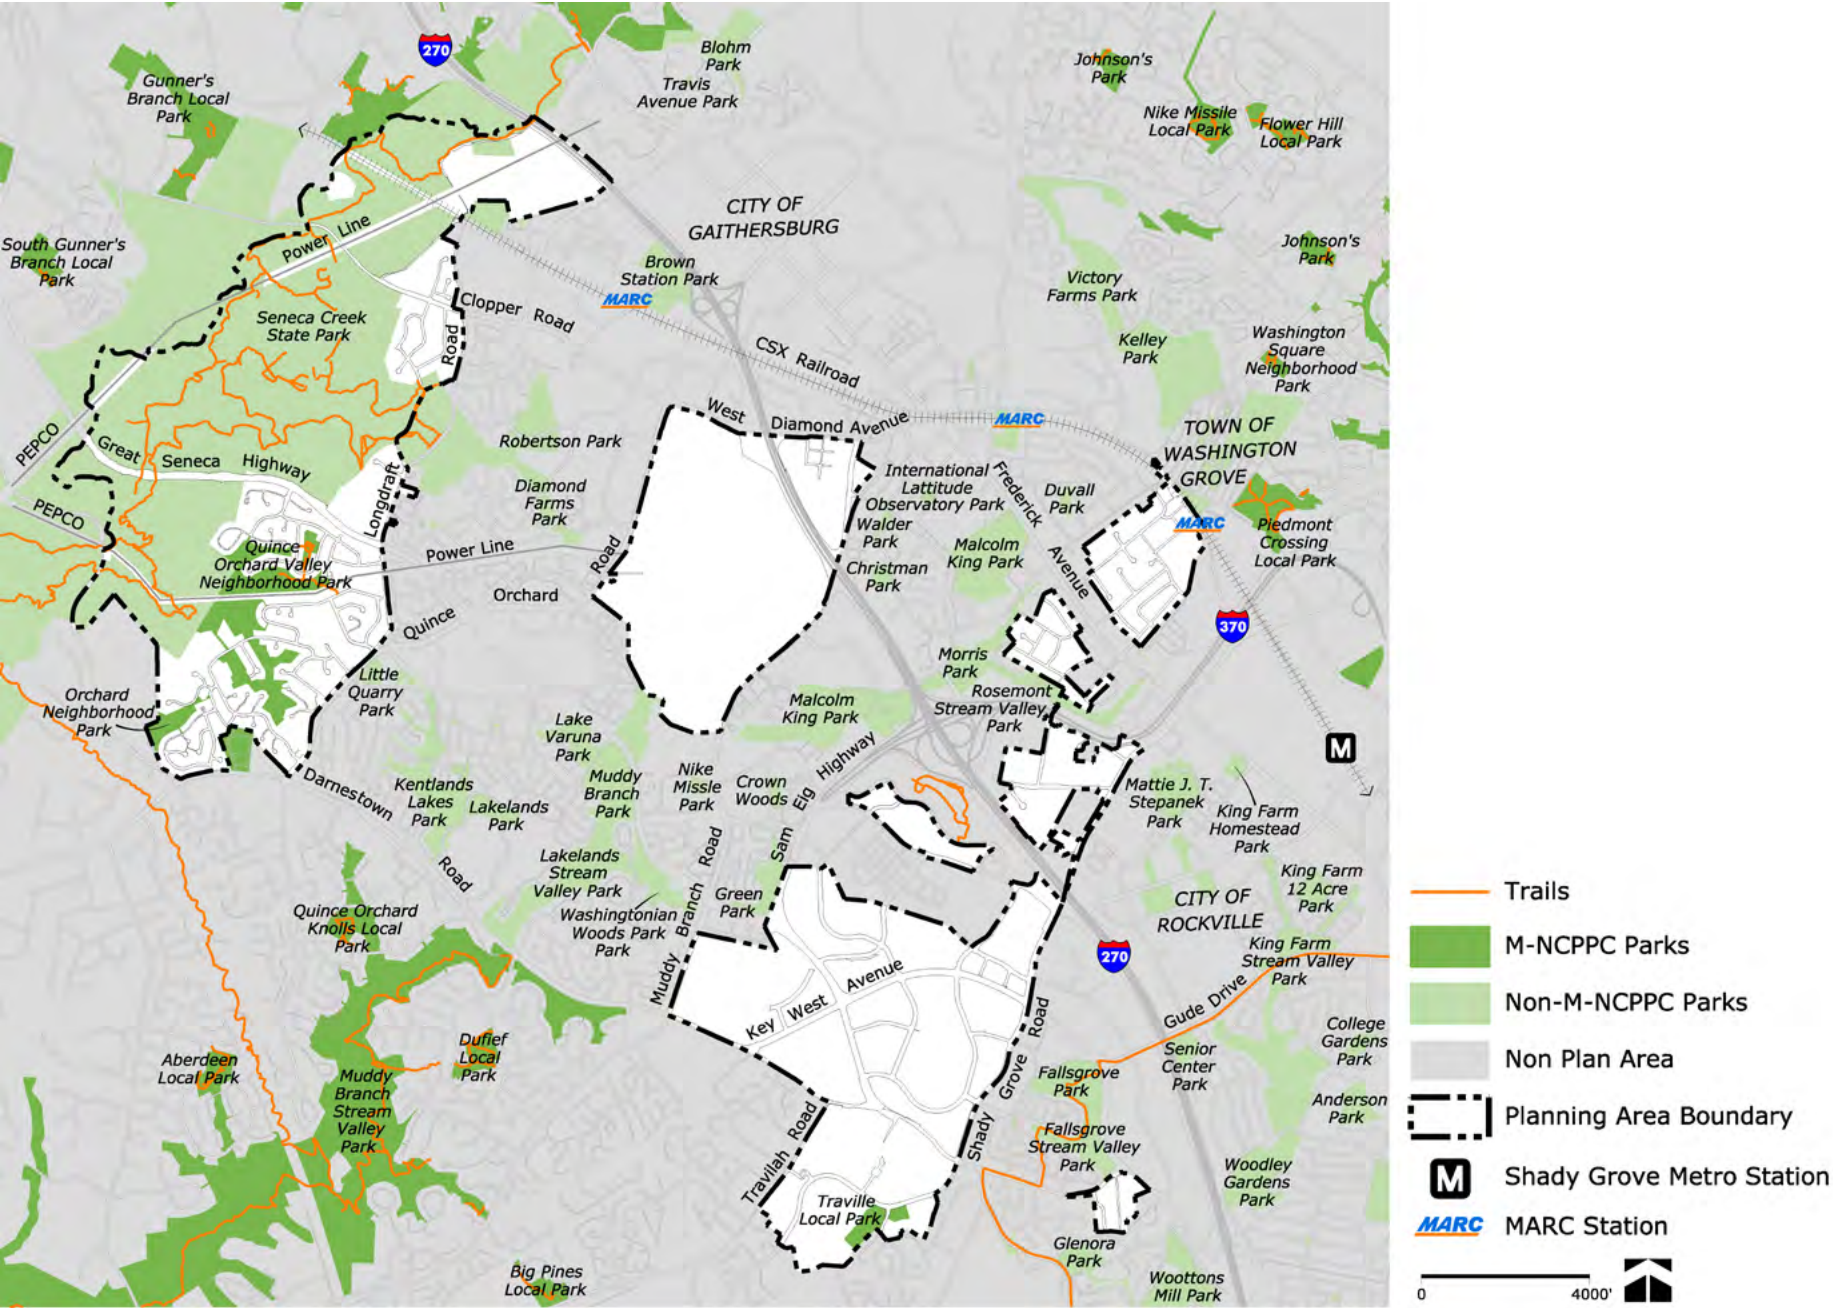 270
Blohm
Park
Travis
Avenue Park
Gunner's
Branch Local
Park
Johnson's
Park
Nike Missile
Local Park
Flower Hill
Local Park
CITY OF
GAITHERSBURG
South Gunner's
Branch Local
Park
Power Line
Brown
Station Park
MARC
Johnson's
Park
Victory
Farms Park
Clopper Road
Seneca Creek
State Park
Road
CSX Railroad
Kelley
Park
Washington
Square
Neighborhood
Park
West
Diamond Avenue
MARC
TOWN OF
WASHINGTON
GROVE
PEPCO
Great Seneca Highway
Robertson Park
Longdraft
International
Lattitude
Observatory Park
Frederick
Avenue
Duvall
Park
Diamond
Farms
Park
PEPCO
Walder
Park
MARC
Piedmont
Crossing
Local Park
Quince
Orchard Valley
Neighborhood Park
Power Line
Road
Malcolm
King Park
Christman
Park
Quince
Orchard
370
Little
Quarry
Park
Morris
Park
Orchard
Neighborhood
Park
Malcolm
King Park
Rosemont
Stream Valley
Park
Lake
Varuna
Park
M
Darnestown
Road
Kentlands
Lakes
Park
Lakelands
Park
Muddy
Branch
Park
Nike
Missle
Park
Crown
Woods
Sam Eig Highway
Mattie J. T.
Stepanek
Park
King Farm
Homestead
Park
Lakelands
Stream
Valley Park
Washingtonian
Woods Park
Park
Green
Park
Muddy Branch Road
King Farm
12 Acre
Park
CITY OF
ROCKVILLE
Quince Orchard
Knolls Local
Park
King Farm
Stream Valley
Park
270
Key West Avenue
Gude Drive
Shady Grove Road
College
Gardens
Park
Senior
Center
Park
Aberdeen
Local Park
Dufief
Local
Park
Muddy
Branch
Stream
Valley
Park
Fallsgrove
Park
Anderson
Park
Fallsgrove
Stream Valley
Park
Travilah Road
Woodley
Gardens
Park
Traville
Local Park
Glenora
Park
Big Pines
Local Park
Woottons
Mill Park
Trails
M-NCPPC Parks
Non-M-NCPPC Parks
Non Plan Area
Planning Area Boundary
M Shady Grove Metro Station
MARC MARC Station
0 4000'